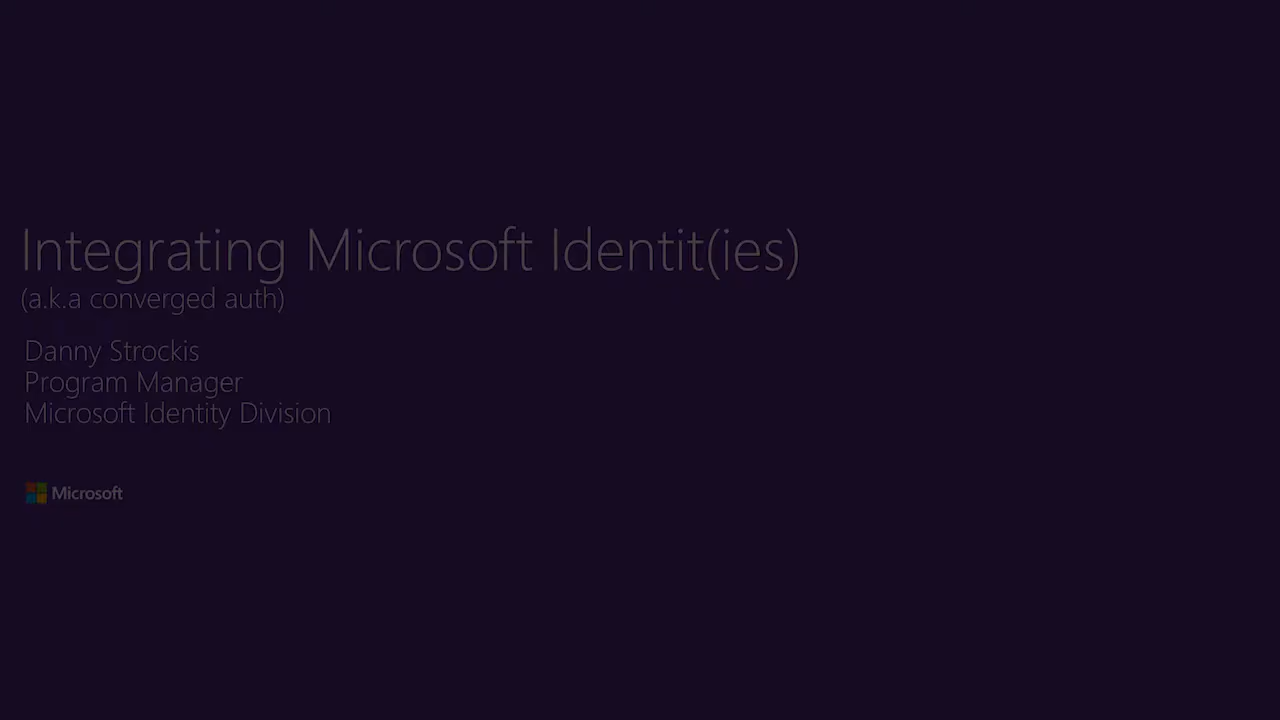 Integrating Microsoft Identit(ies)
(a.k.a converged auth)
Danny Strockis
Program Manager
Microsoft Identity Division
Microsoft